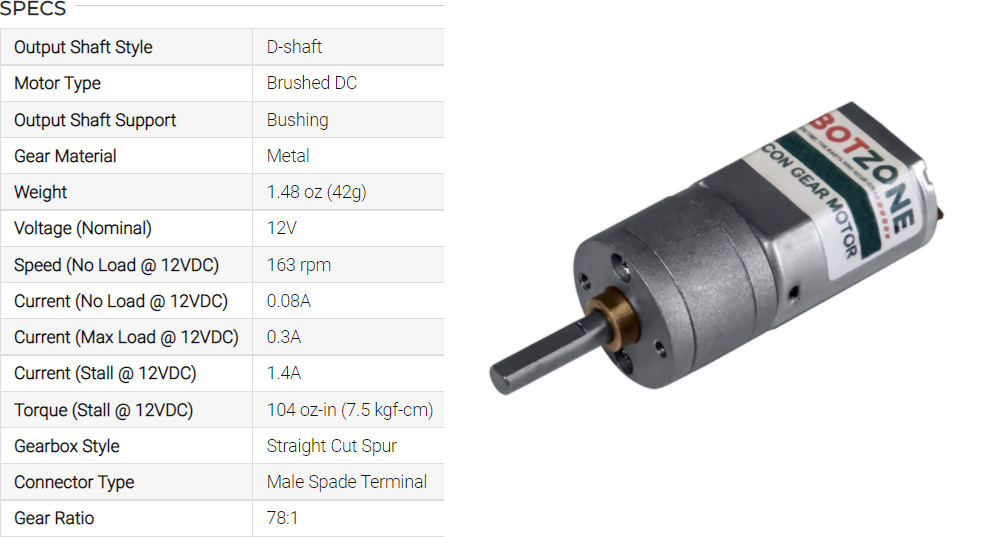 SPECS
Output Shaft Style D-shaft
Motor Type Brushed DC
Output Shaft Support Bushing
Gear Material Metal
Weight 1.48 oz (42g)
Voltage (Nominal) 12V
Speed (No Load @ 12VDC) 163 rpm
Current (No Load @ 12VDC) 0.08A
Current (Max Load @ 12VDC) 0.3A
Current (Stall @ 12VDC) 1.4A
Torque (Stall @ 12VDC) 104 oz-in (7.5 kgf-cm)
Gearbox Style Straight Cut Spur
Connector Type Male Spade Terminal
Gear Ratio 78:1
BOTZONE
CON GEAR MOTOR